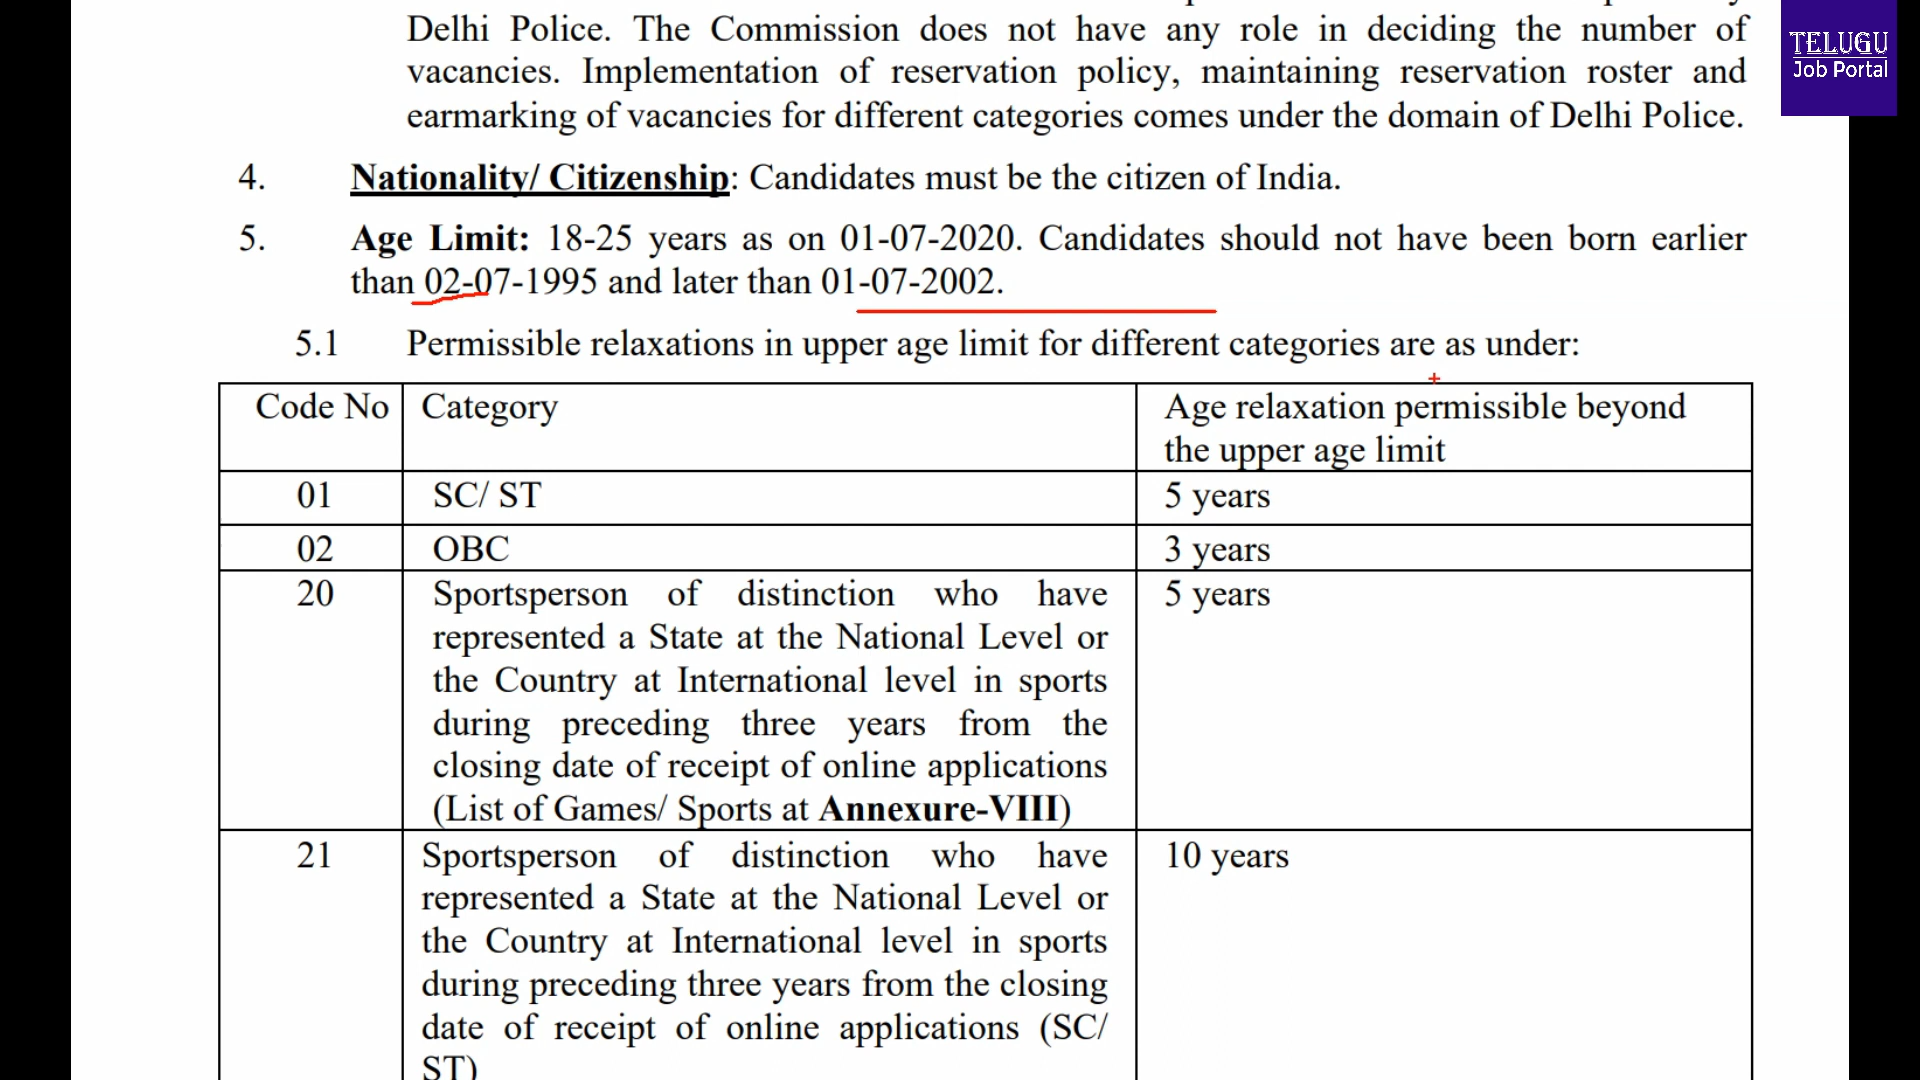 Delhi Police. The Commission does not have any role in deciding the number of
vacancies. Implementation of reservation policy, maintaining reservation roster and
earmarking of vacancies for different categories comes under the domain of Delhi Police.
TELUGU
Job Portal
4. Nationality/ Citizenship: Candidates must be the citizen of India.
5. Age Limit: 18-25 years as on 01-07-2020. Candidates should not have been born earlier
than 02-07-1995 and later than 01-07-2002.
5.1 Permissible relaxations in upper age limit for different categories are as under:
Code No Category Age relaxation permissible beyond
the upper age limit
01 SC/ ST 5 years
02 OBC 3 years
20 Sportsperson of distinction who have 5 years
represented a State at the National Level or
the Country at International level in sports
during preceding three years from the
closing date of receipt of online applications
(List of Games/ Sports at Annexure-VIII)
21 Sportsperson of distinction who have 10 years
represented a State at the National Level or
the Country at International level in sports
during preceding three years from the closing
date of receipt of online applications (SC/
ST)